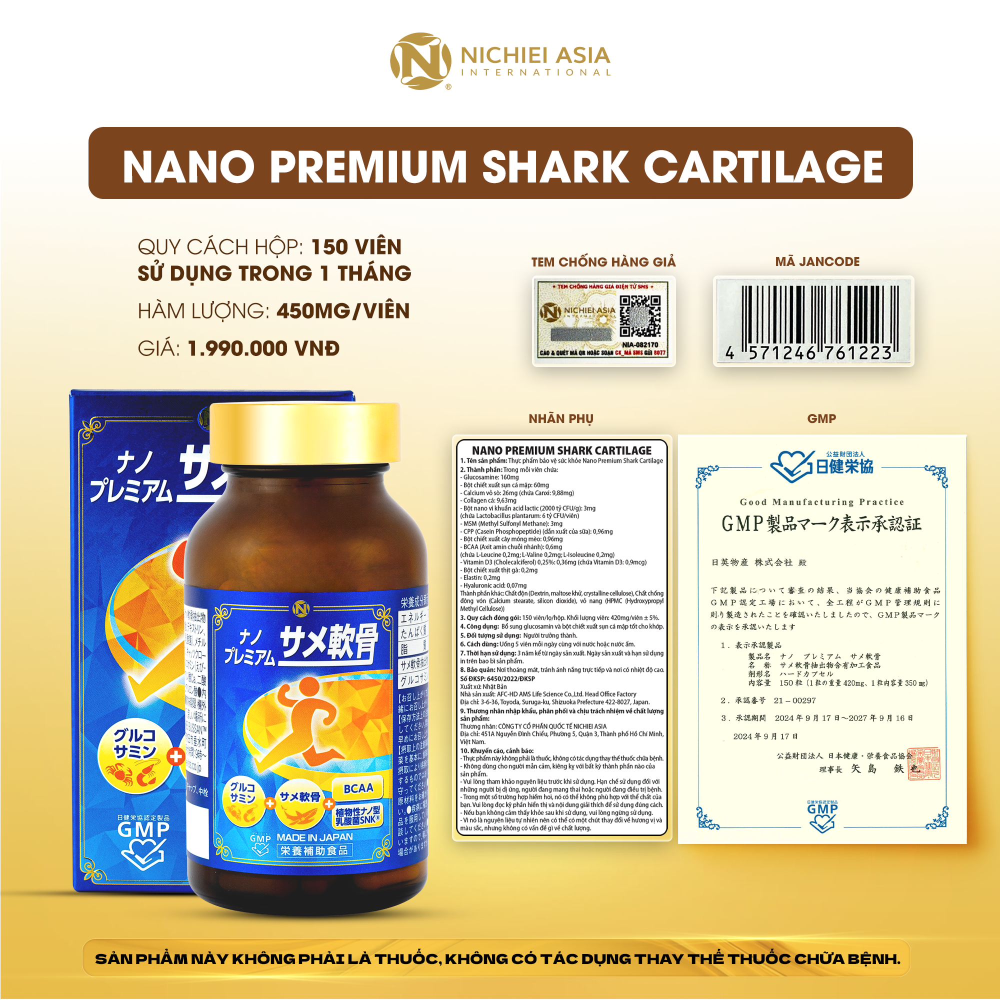 NICHIEI ASIA
INTERNATIONAL
®
NANO PREMIUM SHARK CARTILAGE
QUY CÁCH HỘP: 150 VIÊN
SỬ DỤNG TRONG 1 THÁNG
HÀM LƯỢNG: 450MG/VIÊN
GIÁ: 1.990.000 VNĐ
TEM CHỐNG HÀNG GIẢ
TEM CHỐNG HÀNG GIẢ ĐIỆN TỬ SMS
NICHIEI ASIA
INTERNATIONAL
NIA-082170
CÀO & QUÉT MÃ QR HOẶC SOẠN CK_MÃ SMS GỬI 8077
MÃ JANCODE
4 571246 761223
ナノ
プレミアム
グルコ
サミン
日健栄協認定製品
GMP
ナノ
プレミアム サメ軟骨
グルコ
サミン
サメ軟骨
BCAA
植物性ナノ型
乳酸菌SNK®
GMP
MADE IN JAPAN
栄養補助食品
栄養成分表
エネルギー
たんぱく質
脂 質
NHÃN PHỤ
NANO PREMIUM SHARK CARTILAGE
1. Tên sản phẩm: Thực phẩm bảo vệ sức khỏe Nano Premium Shark Cartilage
2. Thành phần: Trong mỗi viên chứa:
- Glucosamine: 160mg
- Bột chiết xuất sụn cá mập: 60mg
- Calcium vỏ sò: 26mg (chứa Canxi: 9,88mg)
- Collagen cá: 9,63mg
- Bột nano vi khuẩn acid lactic (2000 tỷ CFU/g): 3mg
(chứa Lactobacillus plantarum: 6 tỷ CFU/viên)
- MSM (Methyl Sulfonyl Methane): 3mg
- CPP (Casein Phosphopeptide) (dẫn xuất của sữa): 0,96mg
- Bột chiết xuất cây móng mèo: 0,96mg
- BCAA (Axit amin chuỗi nhánh): 0,6mg
(chứa L-Leucine 0,2mg; L-Valine 0,2mg; L-Isoleucine 0,2mg)
- Vitamin D3 (Cholecalciferol) 0,25%: 0,36mg (chứa Vitamin D3: 0,9mcg)
- Bột chiết xuất thịt gà: 0,2mg
- Elastin: 0,2mg
- Hyaluronic acid: 0,07mg
Thành phần khác: Chất độn (Dextrin, maltose khử, crystalline cellulose), Chất chống
đông vón (Calcium stearate, silicon dioxide), vỏ nang (HPMC (Hydroxypropyl
Methyl Cellulose))
3. Quy cách đóng gói: 150 viên/lọ/hộp. Khối lượng viên: 420mg/viên ± 5%.
4. Công dụng: Bổ sung glucosamin và bột chiết xuất sụn cá mập tốt cho khớp.
5. Đối tượng sử dụng: Người trưởng thành.
6. Cách dùng: Uống 5 viên mỗi ngày cùng với nước hoặc nước ấm.
7. Thời hạn sử dụng: 3 năm kể từ ngày sản xuất. Ngày sản xuất và hạn sử dụng
in trên bao bì sản phẩm.
8. Bảo quản: Nơi thoáng mát, tránh ánh nắng trực tiếp và nơi có nhiệt độ cao.
Số ĐKSP: 6450/2022/ĐKSP
Xuất xứ: Nhật Bản
Nhà sản xuất: AFC-HD AMS Life Science Co.,Ltd. Head Office Factory
Địa chỉ: 3-6-36, Toyoda, Suruga-ku, Shizuoka Prefecture 422-8027, Japan.
9. Thương nhân nhập khẩu, phân phối và chịu trách nhiệm về chất lượng
sản phẩm:
Thương nhân: CÔNG TY CỔ PHẦN QUỐC TẾ NICHIEI ASIA
Địa chỉ: 451A Nguyễn Đình Chiểu, Phường 5, Quận 3, Thành phố Hồ Chí Minh,
Việt Nam.
10. Khuyến cáo, cảnh báo:
- Thực phẩm này không phải là thuốc, không có tác dụng thay thế thuốc chữa bệnh.
- Không dùng cho người mẫn cảm, kiêng kỵ với bất kỳ thành phần nào của
sản phẩm.
- Vui lòng tham khảo nguyên liệu trước khi sử dụng. Hạn chế sử dụng đối với
những người bị dị ứng, người đang mang thai hoặc người đang điều trị bệnh.
- Trong một số trường hợp hiếm hoi, nó có thể không phù hợp với thể chất của
bạn. Vui lòng đọc kỹ phần hiển thị và nội dung giải thích để sử dụng đúng cách.
- Nếu bạn không cảm thấy khỏe sau khi sử dụng, vui lòng ngừng sử dụng.
- Vì nó là nguyên liệu tự nhiên nên có thể có một chút thay đổi về hương vị và
màu sắc, nhưng không có vấn đề gì về chất lượng.
GMP
公益財団法人
日健栄協
Good Manufacturing Practice
GMP製品マーク表示承認証
日英物産 株式会社 殿
下記製品について審査の結果、当協会の健康補助食品
GMP認定工場において、全工程がGMP管理規則に
則り製造されたことを確認いたしましたので、GMP製品マーク
の表示を承認いたします
1. 表示承認製品
製品名 ナノ プレミアム サメ軟骨
名 称 サメ軟骨抽出物含有加工食品
剤形名 ハードカプセル
内容量 150粒 (1粒の重量420mg、1粒内容量350mg)
2. 承認番号 21-00297
3. 承認期間 2024年9月17日~2027年9月16日
2024年9月17日
公益財団法人 日本健康・栄養食品協会
理事長 矢島 鉄也
日健栄協認定製品
GMP
SẢN PHẨM NÀY KHÔNG PHẢI LÀ THUỐC, KHÔNG CÓ TÁC DỤNG THAY THẾ THUỐC CHỮA BỆNH.